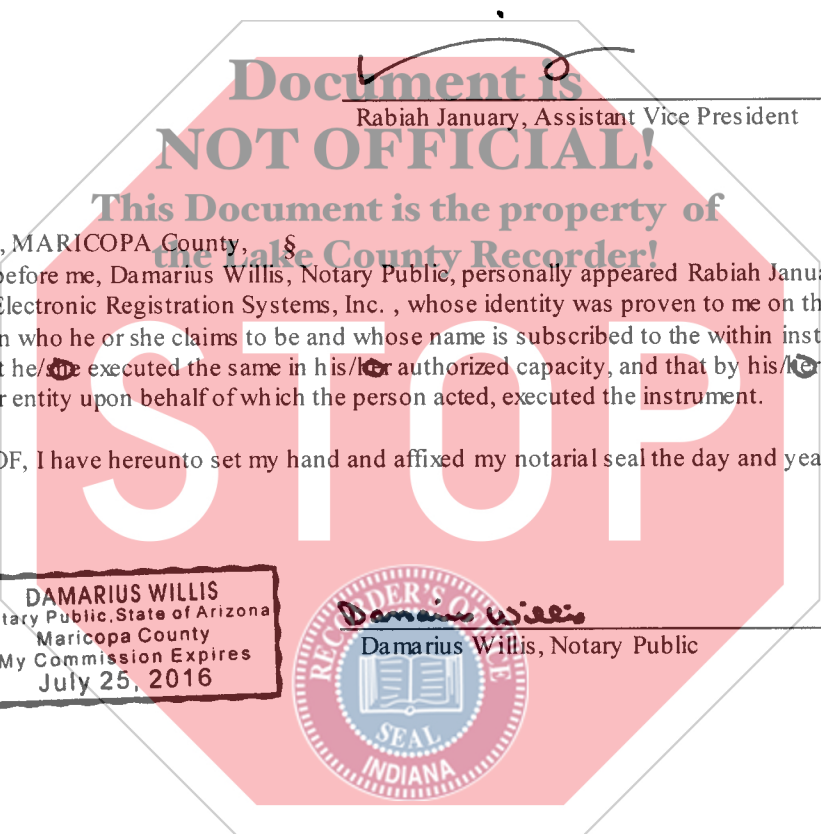 Document is
Rabiah January, Assistant Vice President
NOT OFFICIAL!
This Document is the property of
, MARICOPA County, §
the Lake County Recorder!
before me, Damarius Willis, Notary Public, personally appeared Rabiah Janua
Electronic Registration Systems, Inc. , whose identity was proven to me on th
n who he or she claims to be and whose name is subscribed to the within inst
t he/she executed the same in his/her authorized capacity, and that by his/her
r entity upon behalf of which the person acted, executed the instrument.
STOP
OF, I have hereunto set my hand and affixed my notarial seal the day and yea
DAMARIUS WILLIS
tary Public, State of Arizona
Maricopa County
My Commission Expires
July 25, 2016
Damarius Willis
Damarius Willis, Notary Public
RECORDER'S OFFICE
SEAL
INDIANA